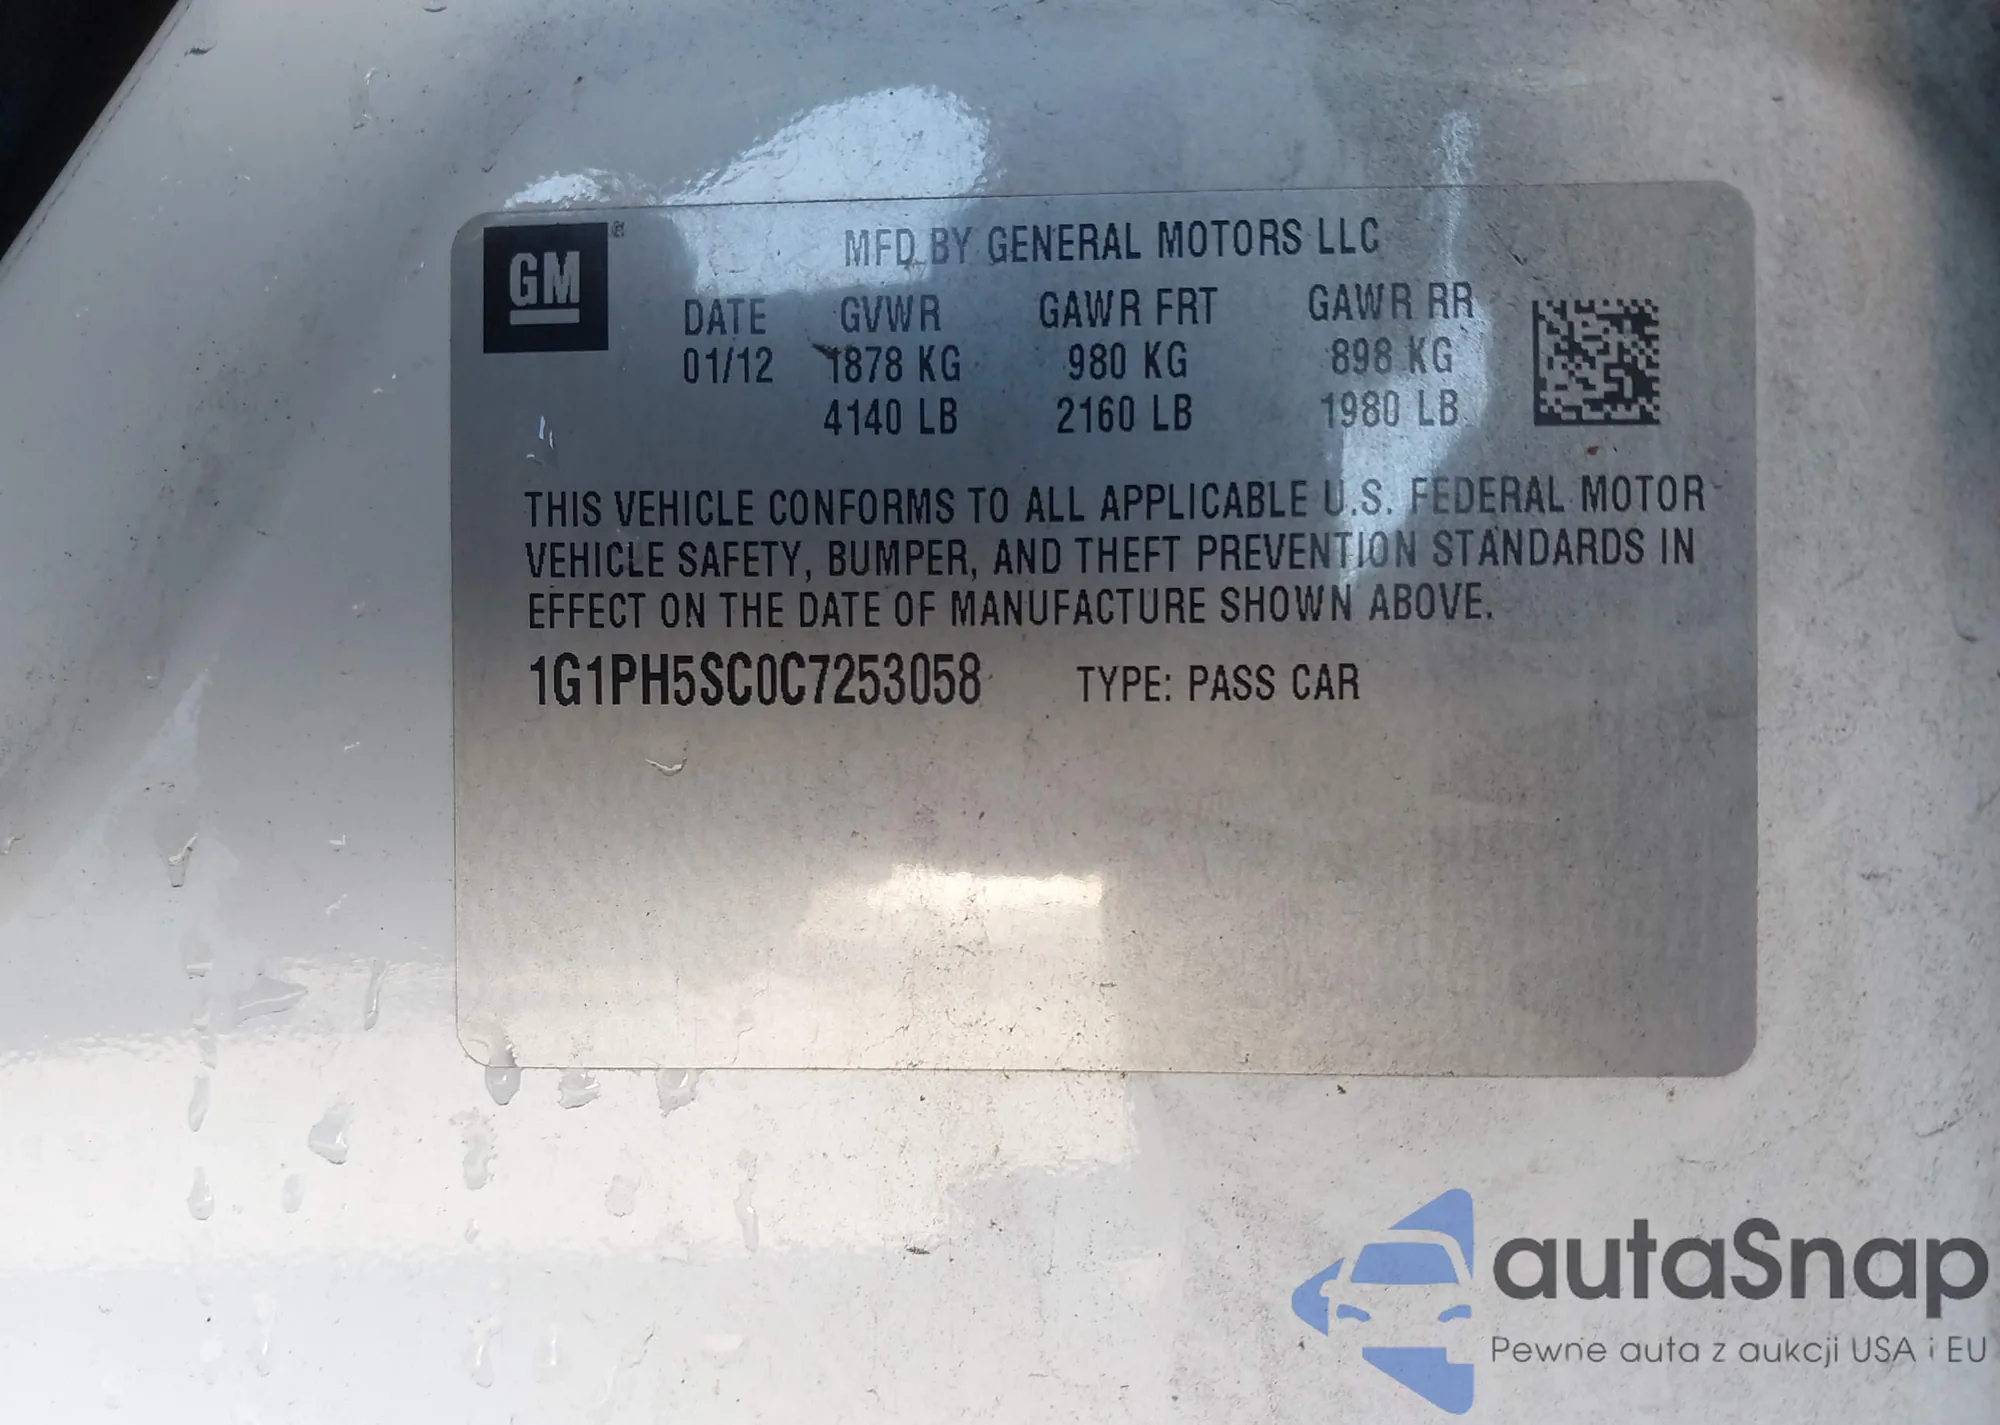 GM ®
MFD BY GENERAL MOTORS LLC
DATE GVWR GAWR FRT GAWR RR
01/12 1878 KG 980 KG 898 KG
4140 LB 2160 LB 1980 LB
THIS VEHICLE CONFORMS TO ALL APPLICABLE U.S. FEDERAL MOTOR
VEHICLE SAFETY, BUMPER, AND THEFT PREVENTION STANDARDS IN
EFFECT ON THE DATE OF MANUFACTURE SHOWN ABOVE.
1G1PH5SC0C7253058 TYPE: PASS CAR
autaSnap
Pewne auta z aukcji USA i EU